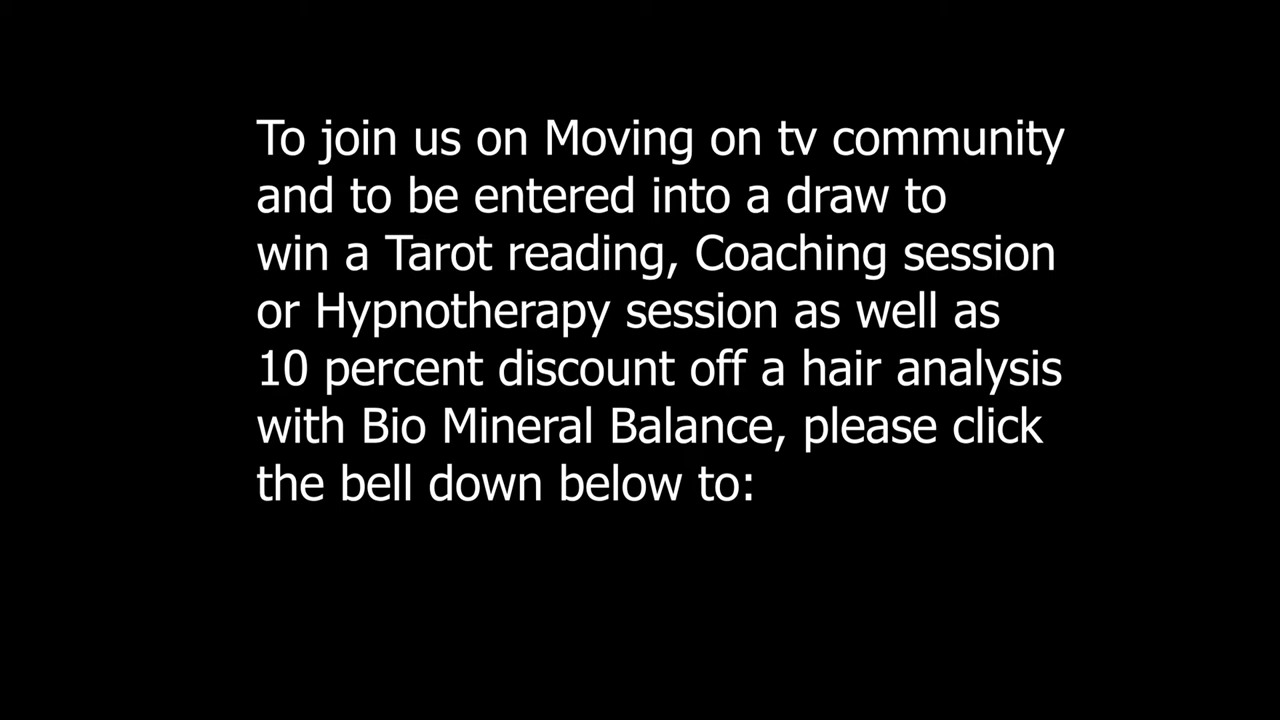 To join us on Moving on tv community
and to be entered into a draw to
win a Tarot reading, Coaching session
or Hypnotherapy session as well as
10 percent discount off a hair analysis
with Bio Mineral Balance, please click
the bell down below to: